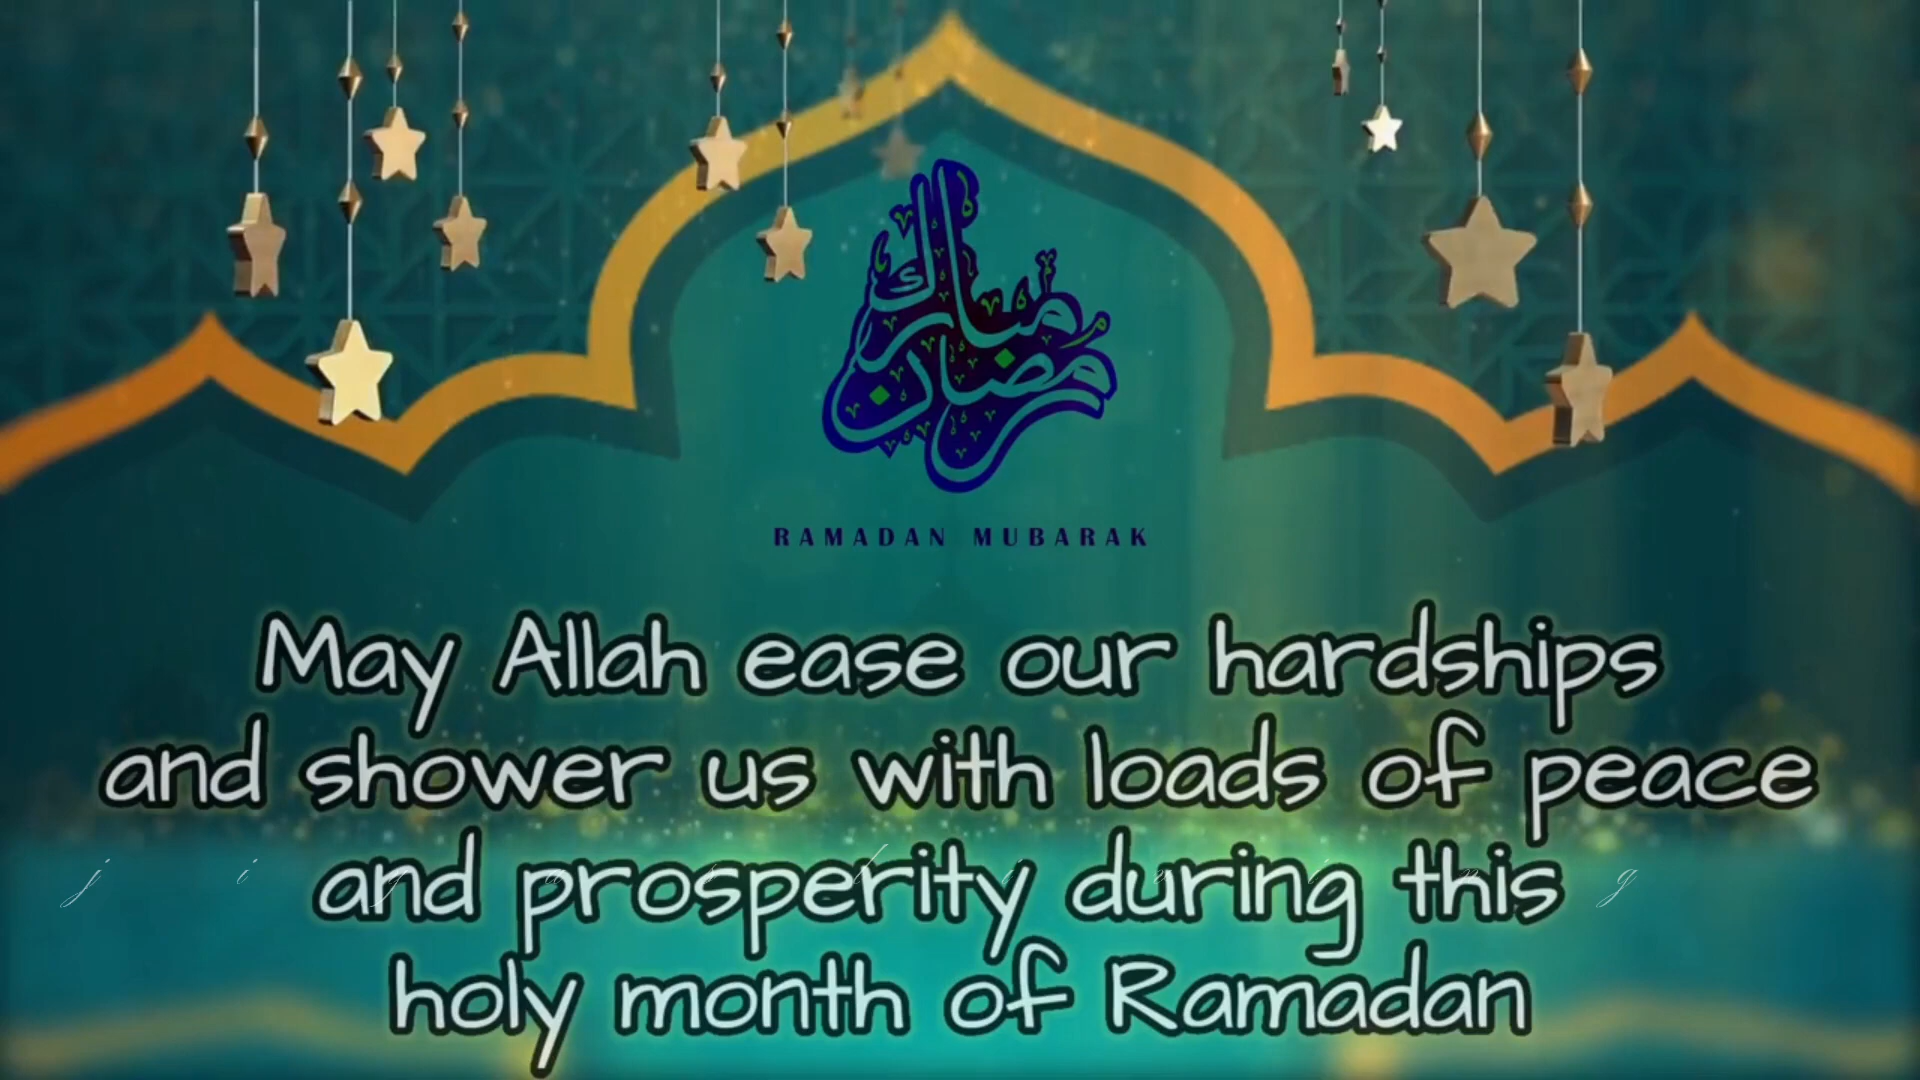 مبارك
رمضان
RAMADAN MUBARAK
May Allah ease our hardships
and shower us with loads of peace
and prosperity during this
holy month of Ramadan